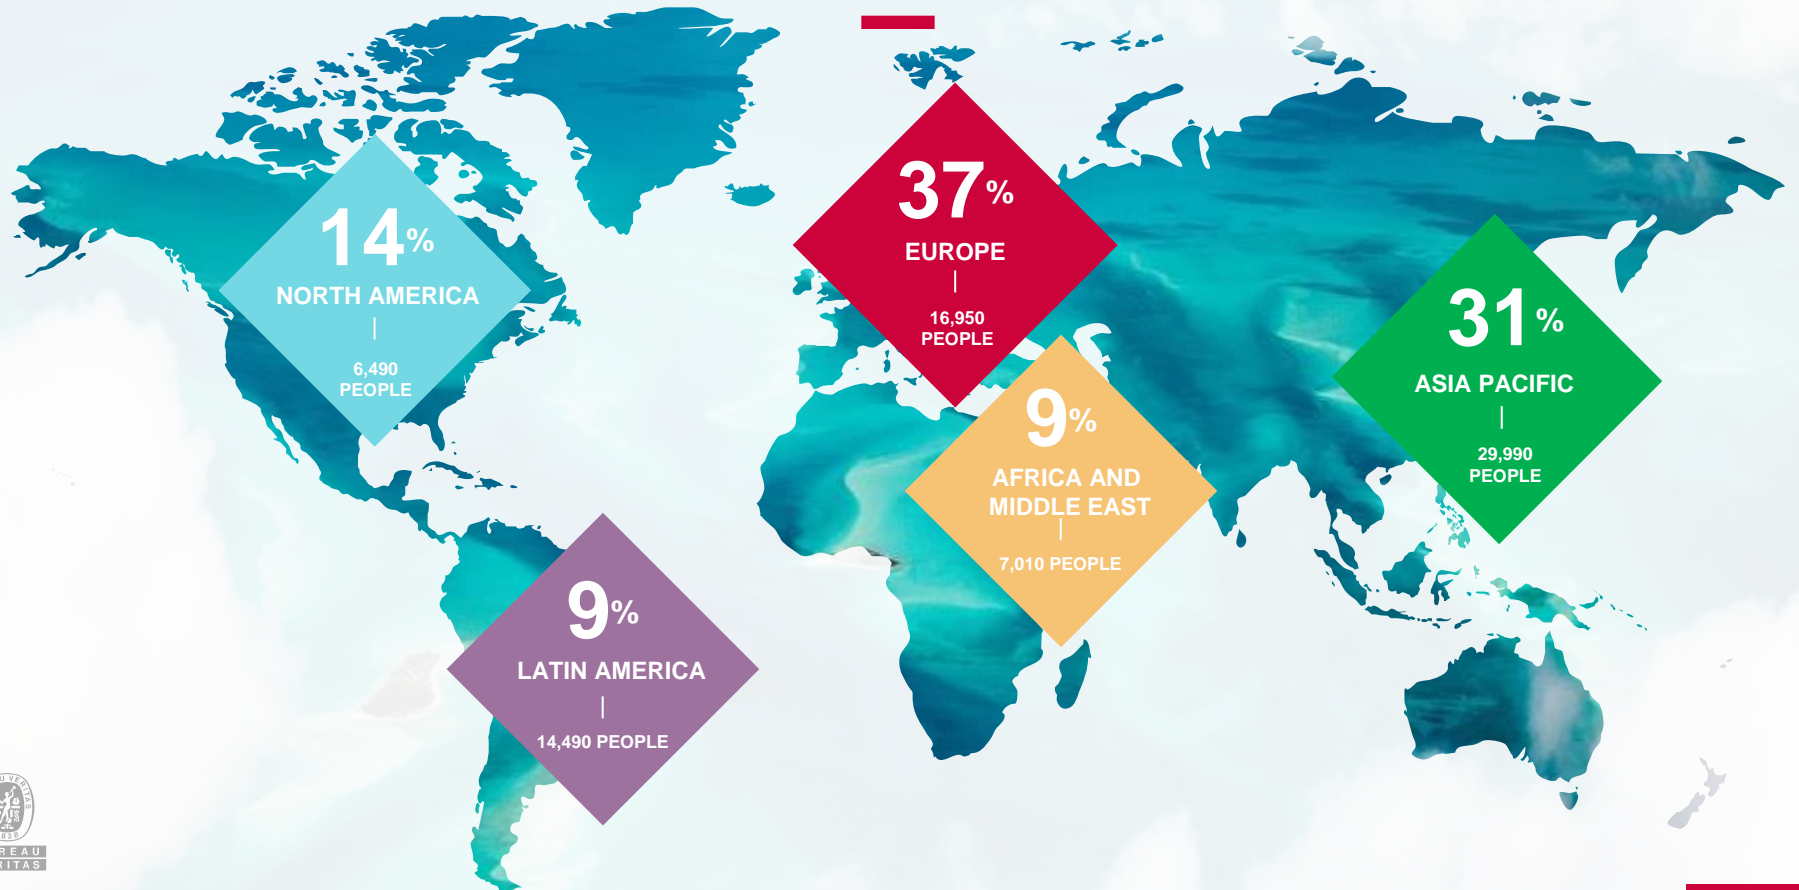 14%
NORTH AMERICA
6,490
PEOPLE
37%
EUROPE
16,950
PEOPLE
31%
ASIA PACIFIC
29,990
PEOPLE
9%
AFRICA AND
MIDDLE EAST
7,010 PEOPLE
9%
LATIN AMERICA
14,490 PEOPLE